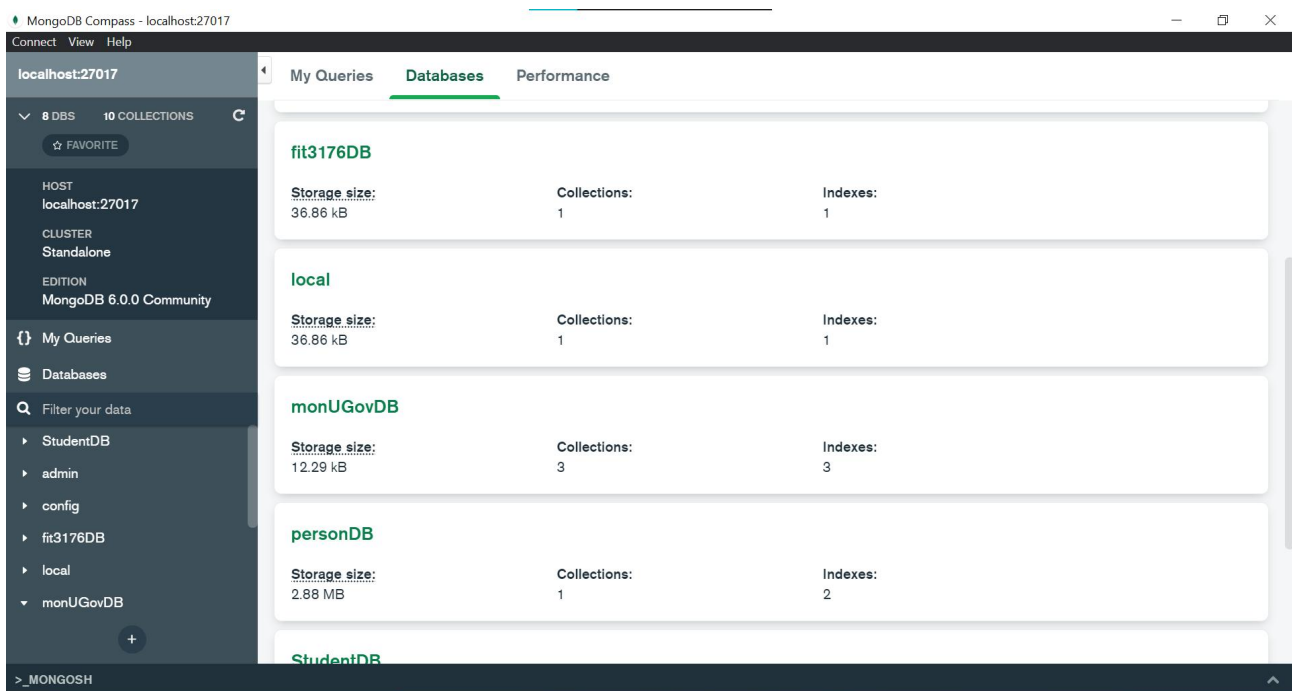 MongoDB Compass - localhost:27017
Connect View Help
localhost:27017
8 DBS 10 COLLECTIONS
FAVORITE
HOST
localhost:27017
CLUSTER
Standalone
EDITION
MongoDB 6.0.0 Community
{} My Queries
Databases
Filter your data
StudentDB
admin
config
fit3176DB
local
monUGovDB
+
My Queries Databases Performance
fit3176DB
Storage size: Collections: Indexes:
36.86 kB 1 1
local
Storage size: Collections: Indexes:
36.86 kB 1 1
monUGovDB
Storage size: Collections: Indexes:
12.29 kB 3 3
personDB
Storage size: Collections: Indexes:
2.88 MB 1 2
StudentDB
>_MONGOSH